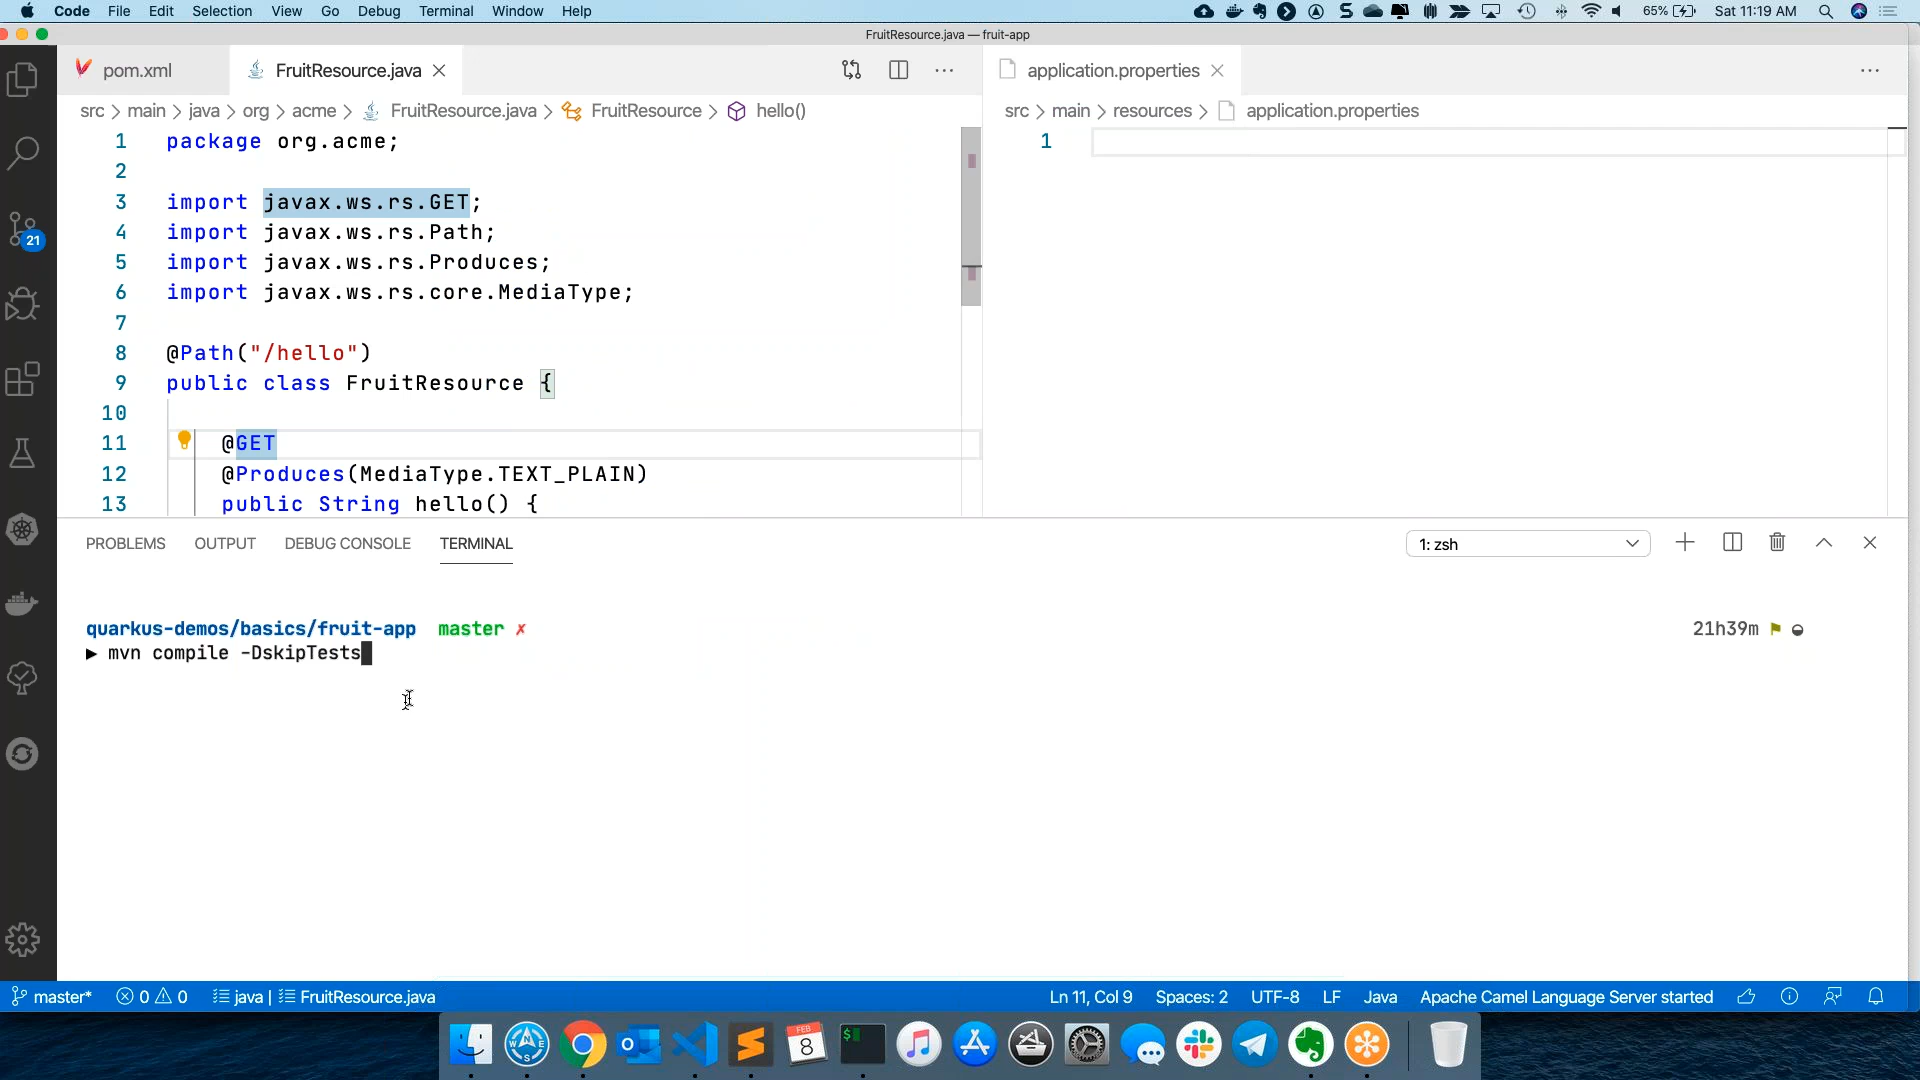 Code File Edit Selection View Go Debug Terminal Window Help 65% Sat 11:19 AM
FruitResource.java — fruit-app
pom.xml FruitResource.java application.properties
src > main > java > org > acme > FruitResource.java > FruitResource > hello() src > main > resources > application.properties
1 package org.acme; 1
2
3 import javax.ws.rs.GET;
4 import javax.ws.rs.Path;
5 import javax.ws.rs.Produces;
6 import javax.ws.rs.core.MediaType;
7
8 @Path("/hello")
9 public class FruitResource {
10
11 @GET
12 @Produces(MediaType.TEXT_PLAIN)
13 public String hello() {
21
PROBLEMS OUTPUT DEBUG CONSOLE TERMINAL 1: zsh
quarkus-demos/basics/fruit-app master ✗ 21h39m
▶ mvn compile -DskipTests
master* 0 0 java | FruitResource.java Ln 11, Col 9 Spaces: 2 UTF-8 LF Java Apache Camel Language Server started
FEB
8